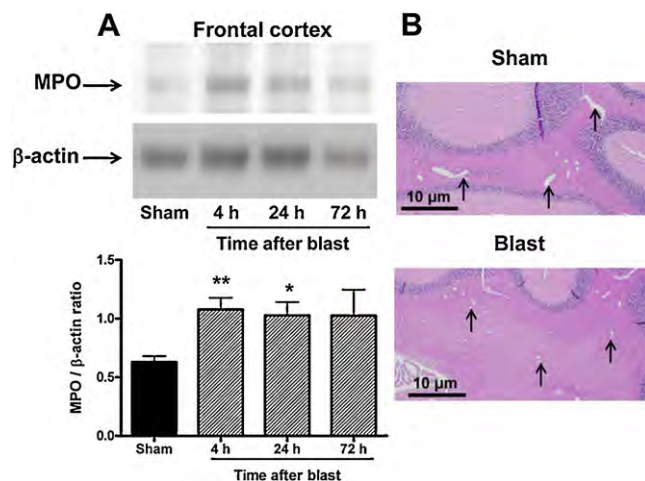 A
Frontal cortex
MPO
β-actin
Sham 4 h 24 h 72 h
Time after blast
MPO / β-actin ratio
1.5
1.0
0.5
0.0
**
*
Sham 4 h 24 h 72 h
Time after blast
B
Sham
10 µm
Blast
10 µm